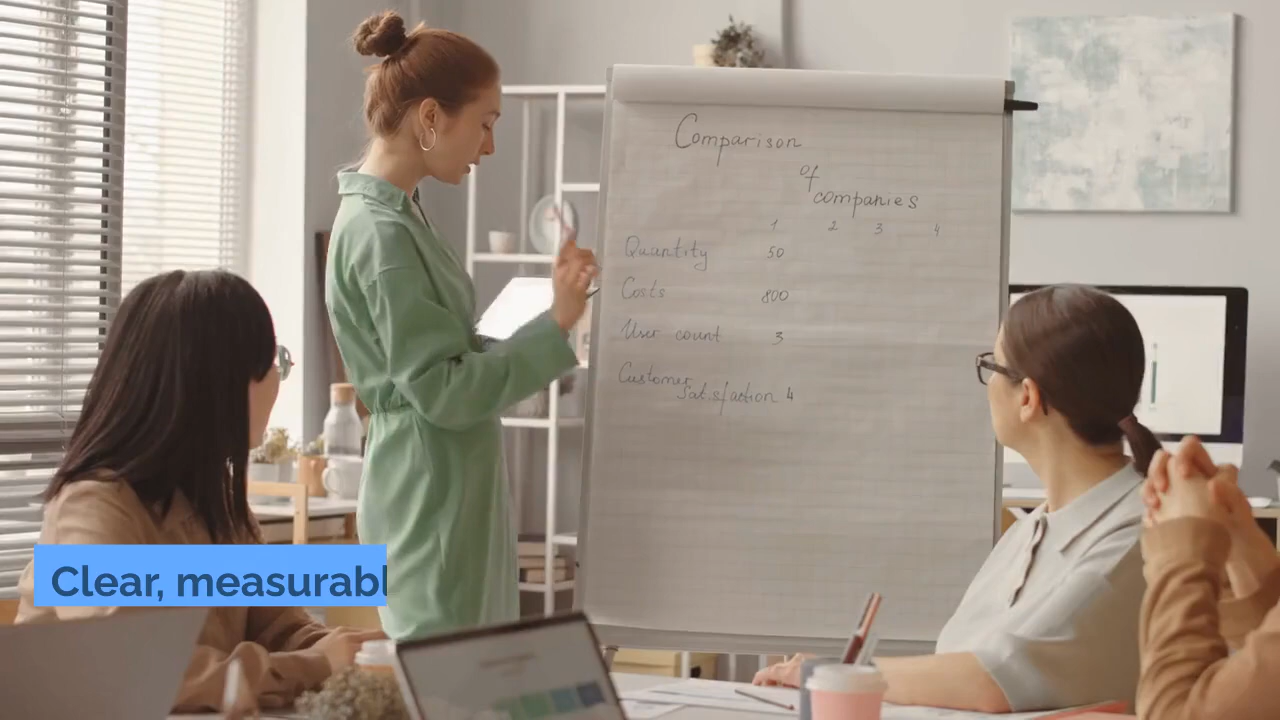 Comparison
of
companies
1 2 3 4
Quantity 50
Costs 800
User count 3
Customer
satisfaction 4
Clear, measurabl